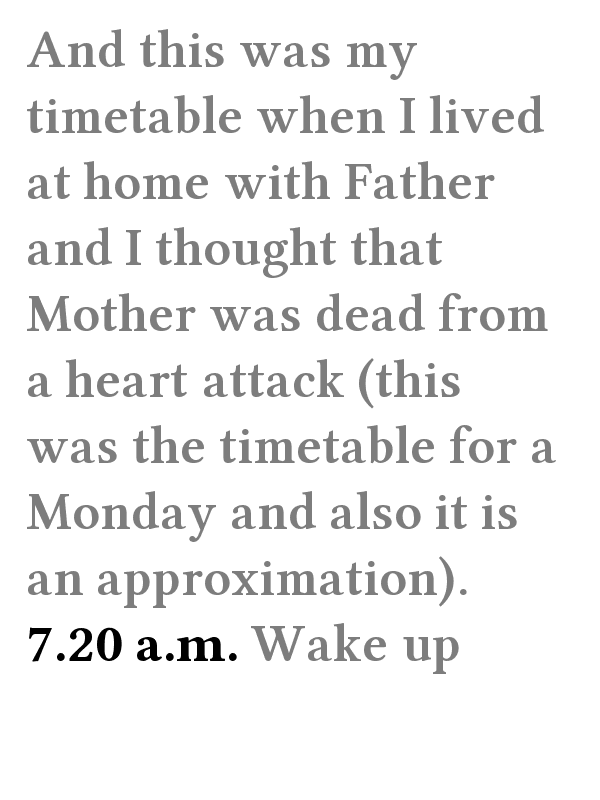 And this was my
timetable when I lived
at home with Father
and I thought that
Mother was dead from
a heart attack (this
was the timetable for a
Monday and also it is
an approximation).
7.20 a.m. Wake up